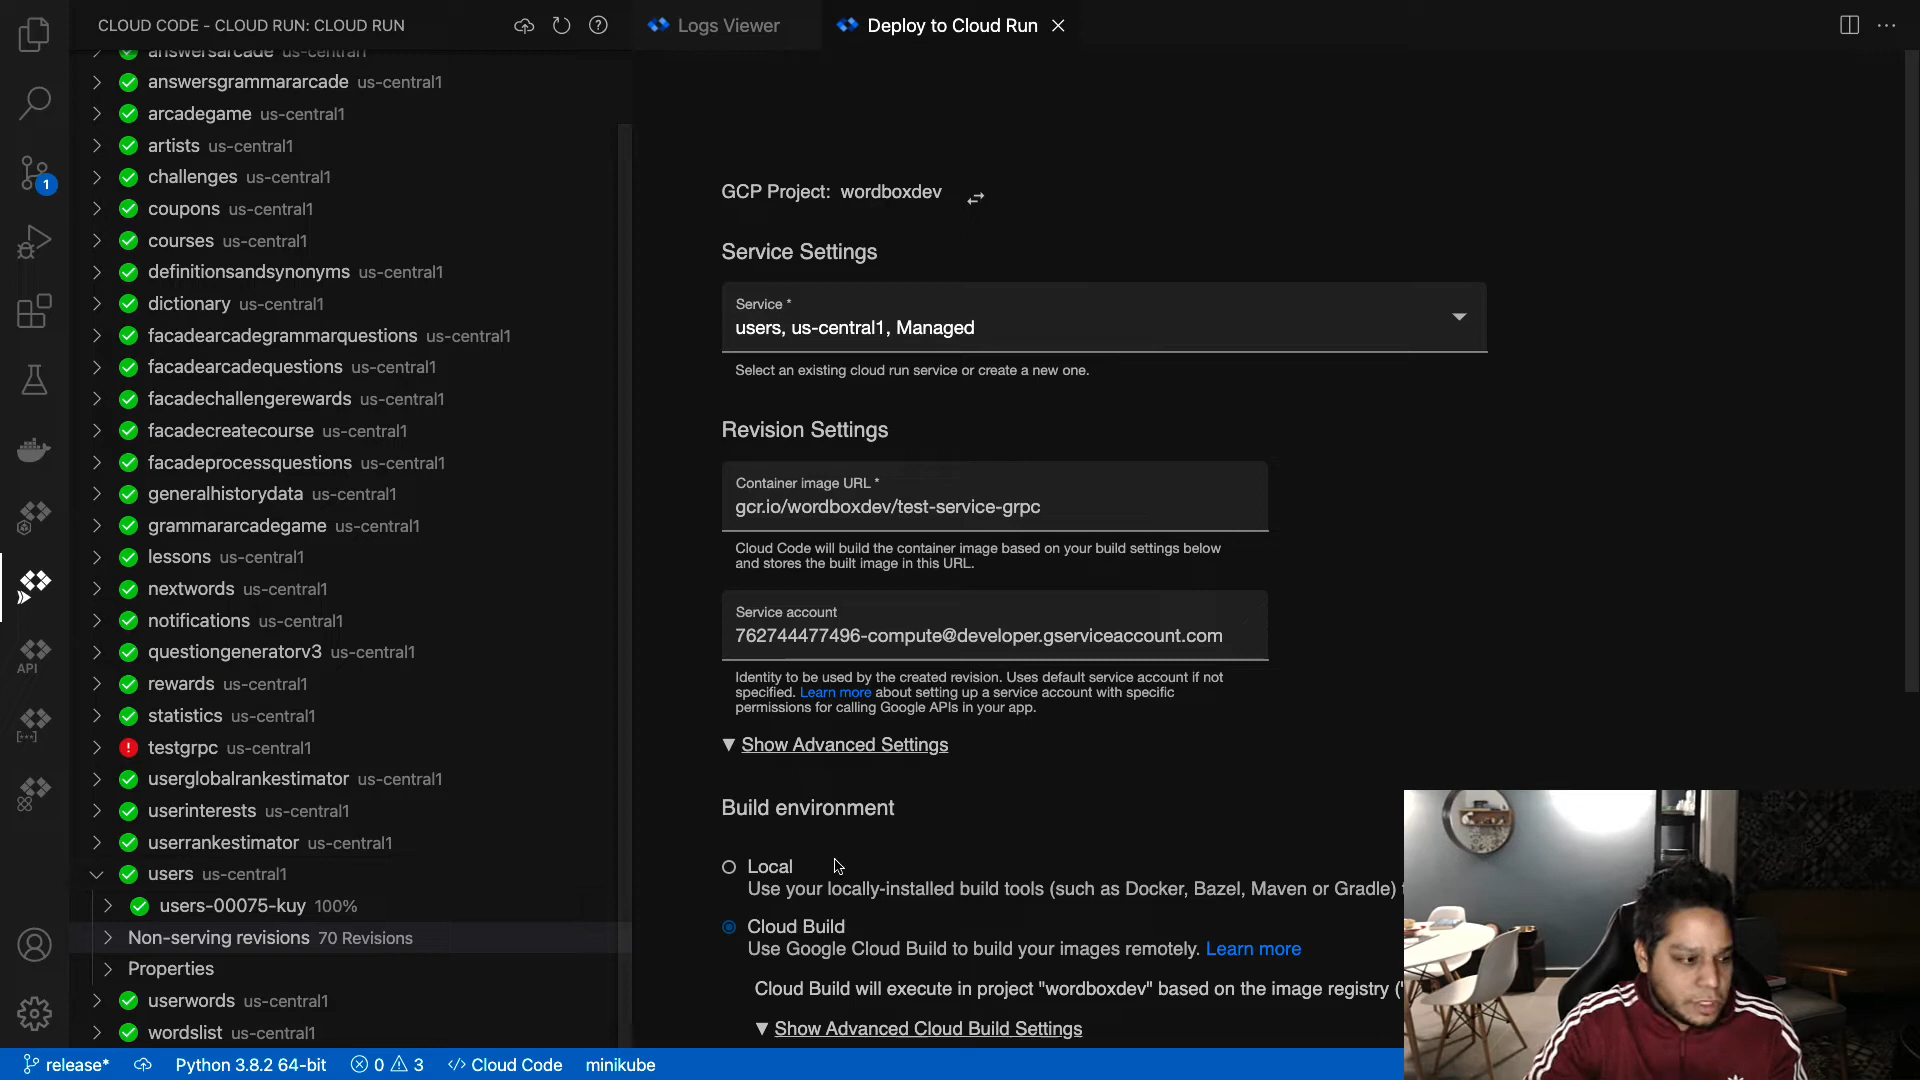 CLOUD CODE - CLOUD RUN: CLOUD RUN
Logs Viewer
Deploy to Cloud Run
answersarcade us-central1
answersgrammararcade us-central1
arcadegame us-central1
artists us-central1
challenges us-central1
coupons us-central1
courses us-central1
definitionsandsynonyms us-central1
dictionary us-central1
facadearcadegrammarquestions us-central1
facadearcadequestions us-central1
facadechallengerewards us-central1
facadecreatecourse us-central1
facadeprocessquestions us-central1
generalhistorydata us-central1
grammararcadegame us-central1
lessons us-central1
nextwords us-central1
notifications us-central1
questiongeneratorv3 us-central1
rewards us-central1
statistics us-central1
testgrpc us-central1
userglobalrankestimator us-central1
userinterests us-central1
userrankestimator us-central1
users us-central1
users-00075-kuy 100%
Non-serving revisions 70 Revisions
Properties
userwords us-central1
wordslist us-central1
1
API
GCP Project: wordboxdev
Service Settings
Service *
users, us-central1, Managed
Select an existing cloud run service or create a new one.
Revision Settings
Container image URL *
gcr.io/wordboxdev/test-service-grpc
Cloud Code will build the container image based on your build settings below
and stores the built image in this URL.
Service account
762744477496-compute@developer.gserviceaccount.com
Identity to be used by the created revision. Uses default service account if not
specified. Learn more about setting up a service account with specific
permissions for calling Google APIs in your app.
▼ Show Advanced Settings
Build environment
Local
Use your locally-installed build tools (such as Docker, Bazel, Maven or Gradle)
Cloud Build
Use Google Cloud Build to build your images remotely. Learn more
Cloud Build will execute in project "wordboxdev" based on the image registry (
▼ Show Advanced Cloud Build Settings
release* Python 3.8.2 64-bit 0 3 </> Cloud Code minikube